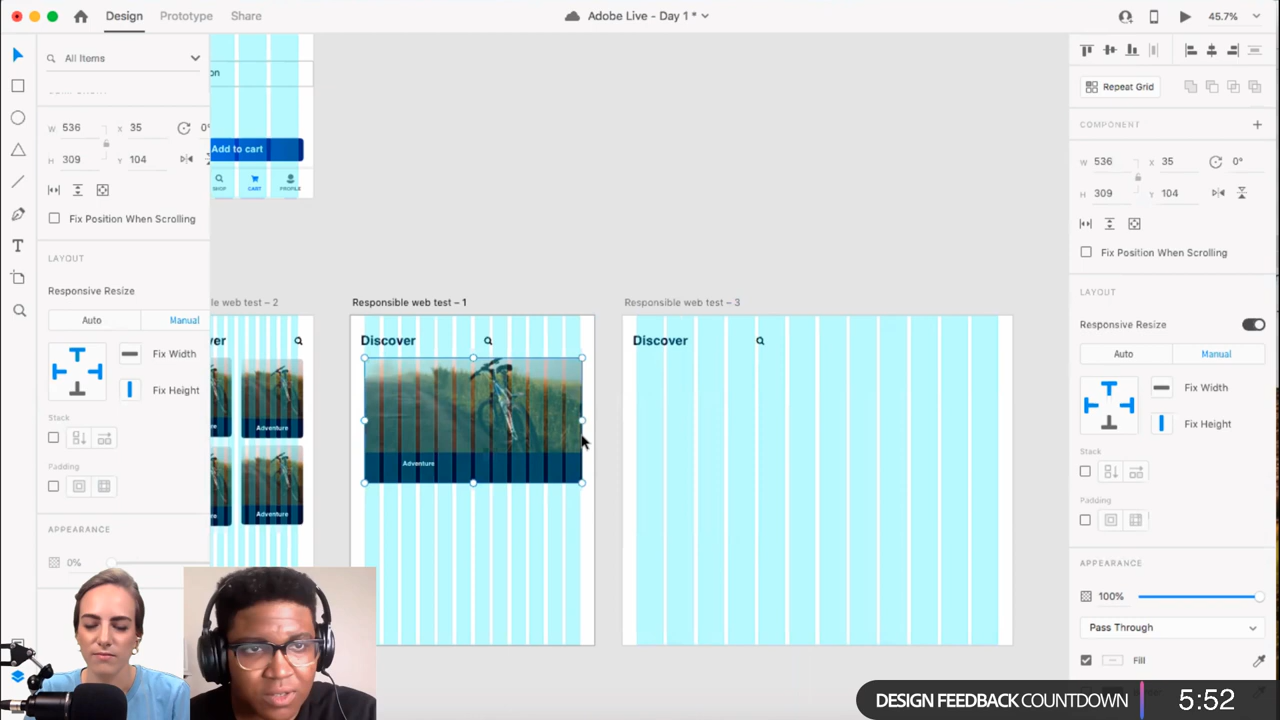 Design Prototype Share
Adobe Live - Day 1 *
45.7%
All Items
W 536 X 35 0°
H 309 Y 104
Fix Position When Scrolling
LAYOUT
Responsive Resize
Auto Manual
Fix Width
Fix Height
Stack
Padding
APPEARANCE
0%
on
Add to cart
SHOP CART PROFILE
le web test – 2
ver
Adventure
Adventure
Responsible web test – 1
Discover
Adventure
Responsible web test – 3
Discover
Repeat Grid
COMPONENT
W 536 X 35 0°
H 309 Y 104
Fix Position When Scrolling
LAYOUT
Responsive Resize
Auto Manual
Fix Width
Fix Height
Stack
Padding
APPEARANCE
100%
Pass Through
Fill
DESIGN FEEDBACK COUNTDOWN 5:52